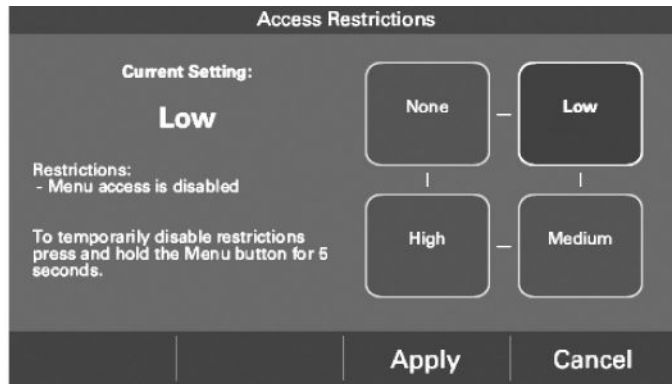 Access Restrictions
Current Setting:
Low
Restrictions:
- Menu access is disabled
To temporarily disable restrictions
press and hold the Menu button for 5
seconds.
None
Low
High
Medium
Apply
Cancel